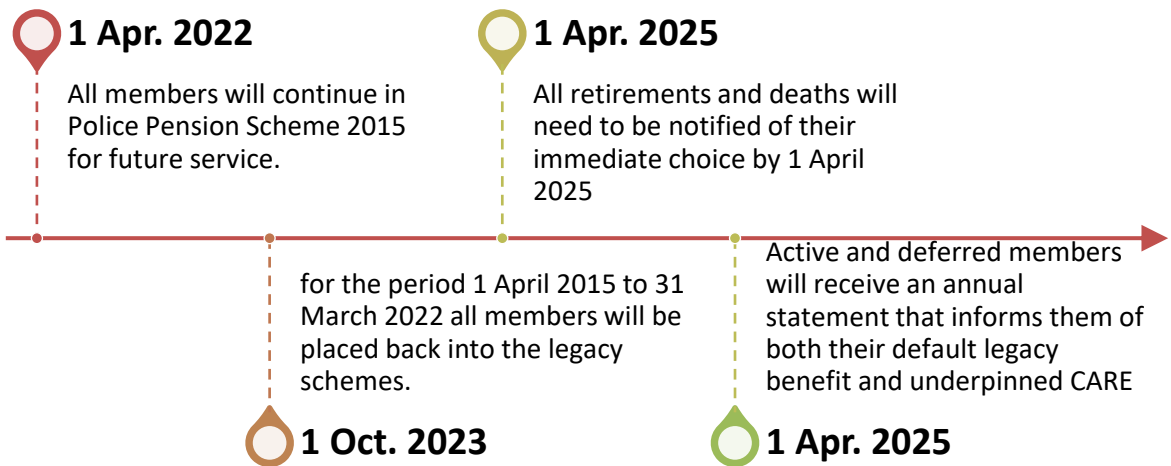 1 Apr. 2022
All members will continue in
Police Pension Scheme 2015
for future service.
1 Apr. 2025
All retirements and deaths will
need to be notified of their
immediate choice by 1 April
2025
for the period 1 April 2015 to 31
March 2022 all members will be
placed back into the legacy
schemes.
1 Oct. 2023
Active and deferred members
will receive an annual
statement that informs them of
both their default legacy
benefit and underpinned CARE
1 Apr. 2025